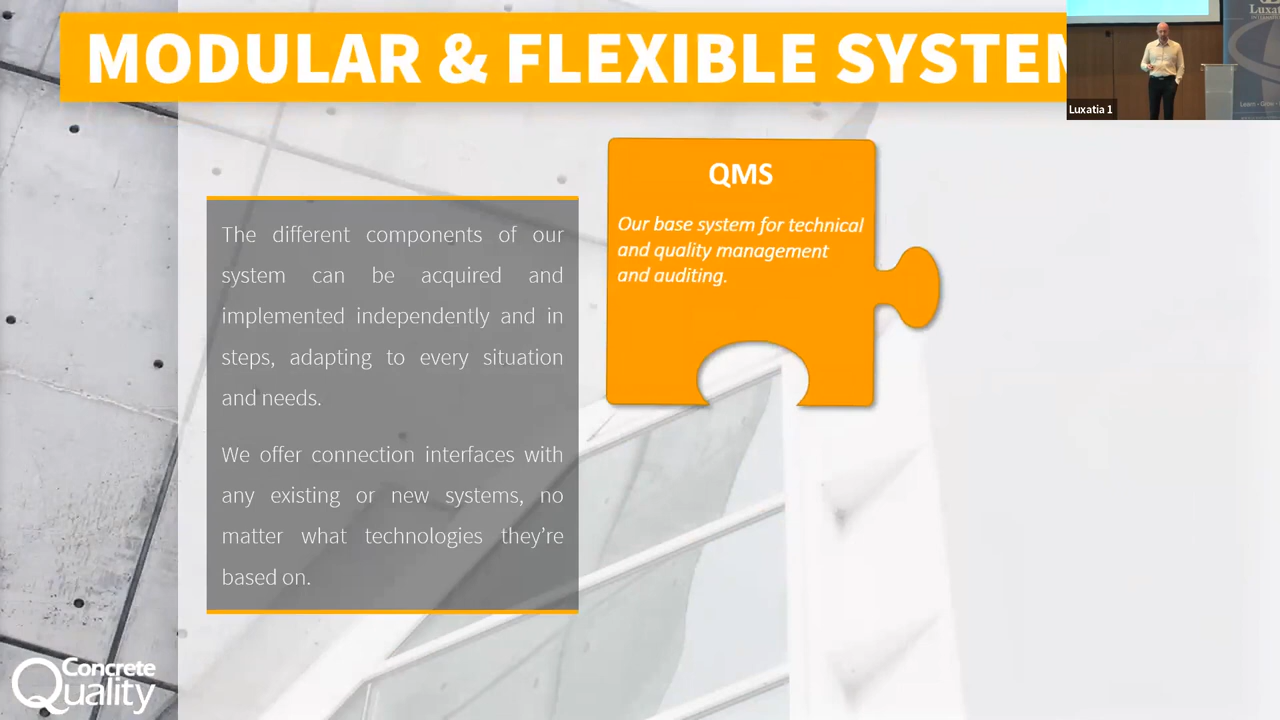 MODULAR & FLEXIBLE SYSTEM
Luxatia 1
QMS
Our base system for technical
and quality management
and auditing.
The different components of our
system can be acquired and
implemented independently and in
steps, adapting to every situation
and needs.
We offer connection interfaces with
any existing or new systems, no
matter what technologies they're
based on.
Concrete
Quality